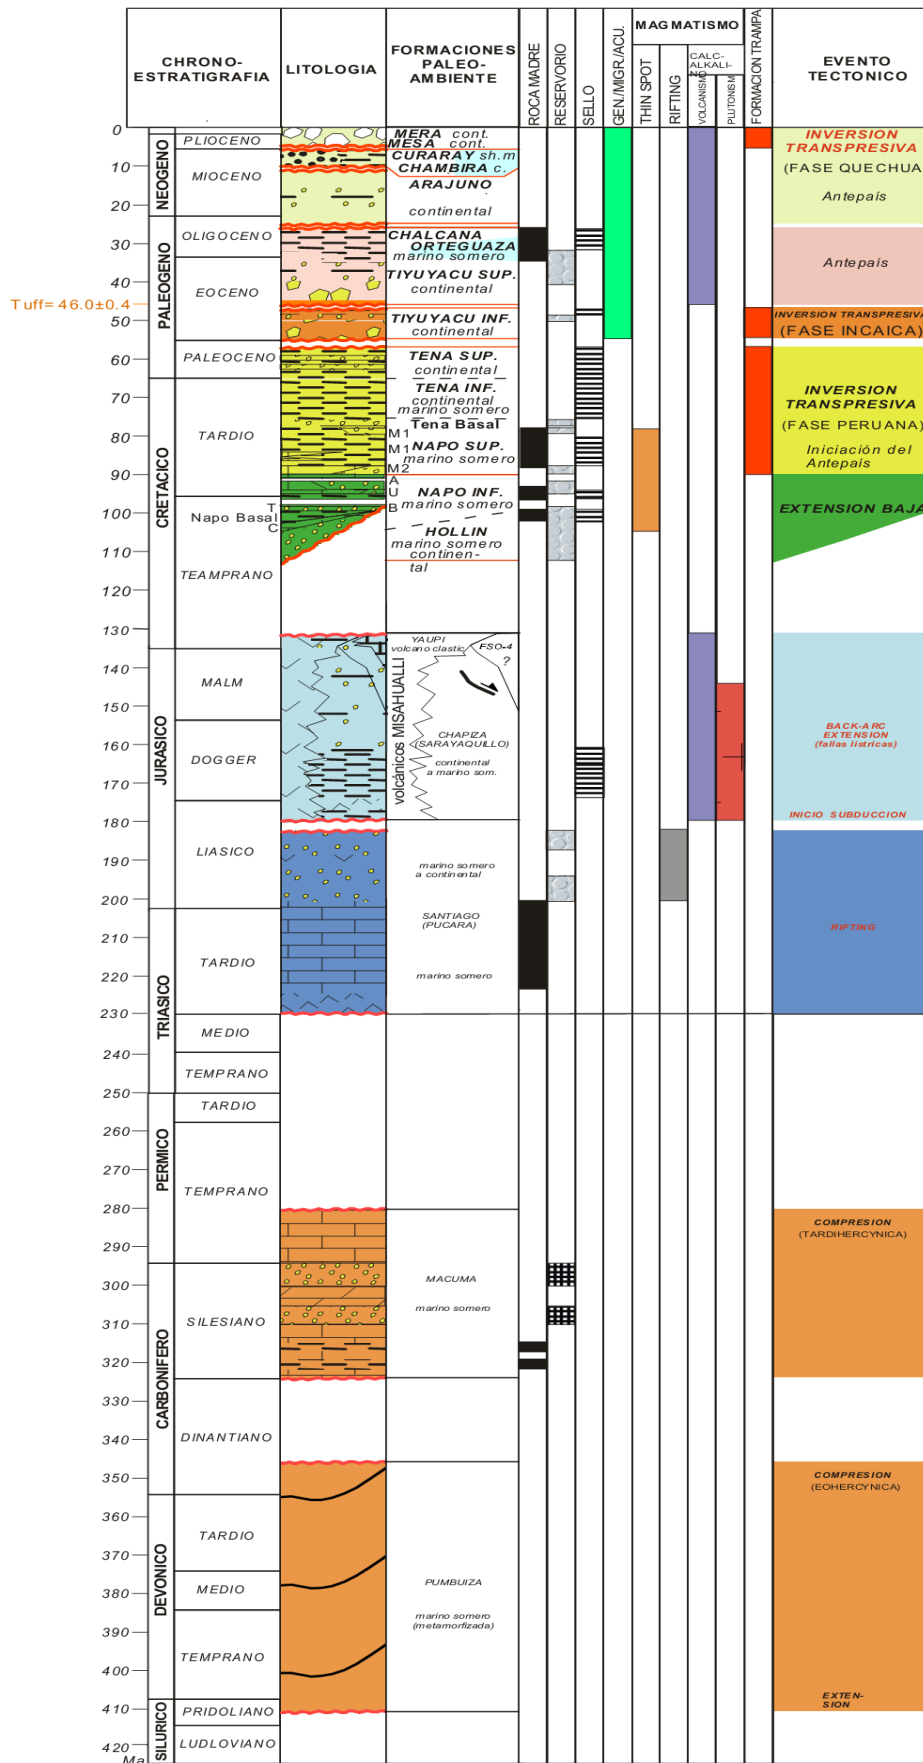 CHRONO-
ESTRATIGRAFIA
LITOLOGIA
FORMACIONES
PALEO-
AMBIENTE
ROCA MADRE
RESERVORIO
SELLO
GEN./MIGR./ACU.
MAGMATISMO
THIN SPOT
RIFTING
CALC-
ALKALI-
NO
VOLCANISMO
PLUTONISM
FORMACION TRAMPA
EVENTO
TECTONICO
0
10
20
30
40
Tuff= 46.0±0.4
50
60
70
80
90
100
110
120
130
140
150
160
170
180
190
200
210
220
230
240
250
260
270
280
290
300
310
320
330
340
350
360
370
380
390
400
410
420
Ma
NEOGENO
PALEOGENO
CRETACICO
JURASICO
TRIASICO
PERMICO
CARBONIFERO
DEVONICO
SILURICO
PLIOCENO
MIOCENO
OLIGOCENO
EOCENO
PALEOCENO
TARDIO
Napo Basal
TEAMPRANO
MALM
DOGGER
LIASICO
TARDIO
MEDIO
TEMPRANO
TARDIO
TEMPRANO
SILESIANO
DINANTIANO
TARDIO
MEDIO
TEMPRANO
PRIDOLIANO
LUDLOVIANO
T
C
M1
M1
M2
A
U
B
MERA cont.
MESA cont.
CURARAY sh.m
CHAMBIRA c.
ARAJUNO
continental
CHALCANA
ORTEGUAZA
marino somero
TIYUYACU SUP.
continental
TIYUYACU INF.
continental
TENA SUP.
continental
TENA INF.
continental
marino somero
Tena Basal
NAPO SUP.
marino somero
NAPO INF.
marino somero
HOLLIN
marino somero
continen-
tal
YAUPI
volcano clastic
FSO-4
?
volcánicos MISAHUALLI
CHAPIZA
(SARAYAQUILLO)
continental
a marino som.
marino somero
a continental
SANTIAGO
(PUCARA)
marino somero
MACUMA
marino somero
PUMBUIZA
marino somero
(metamorfizada)
INVERSION
TRANSPRESIVA
(FASE QUECHUA
Antepaís
Antepaís
INVERSION TRANSPRESIVA
(FASE INCAICA)
INVERSION
TRANSPRESIVA
(FASE PERUANA)
Iniciación del
Antepaís
EXTENSION BAJA
BACK-ARC
EXTENSION
(fallas lístricas)
INICIO SUBDUCCION
RIFTING
COMPRESION
(TARDIHERCYNICA)
COMPRESION
(EOHERCYNICA)
EXTEN-
SION